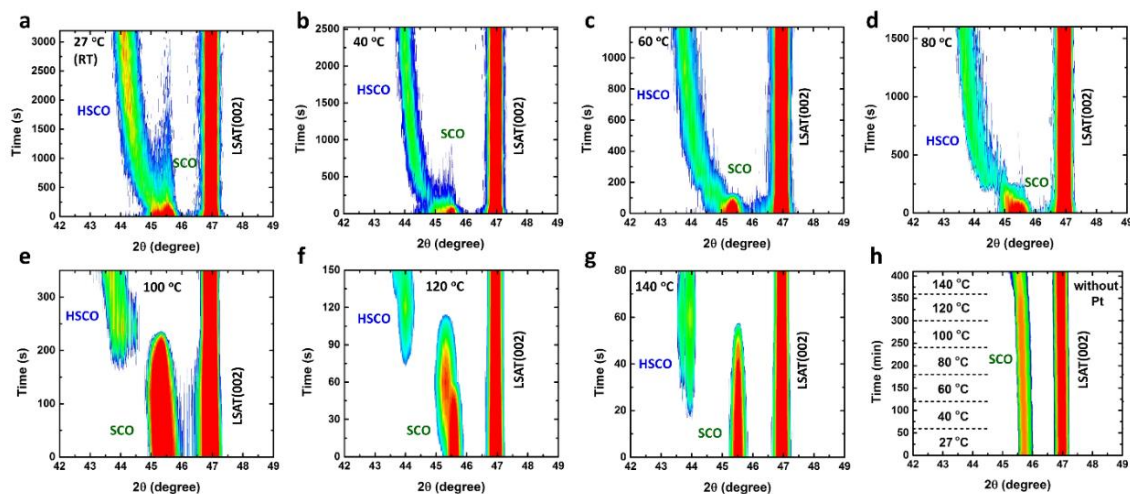 a
27 °C
(RT)
HSCO
SCO
LSAT(002)
Time (s)
0
500
1000
1500
2000
2500
3000
42 43 44 45 46 47 48 49
2θ (degree)
b
40 °C
HSCO
SCO
LSAT(002)
Time (s)
0
500
1000
1500
2000
2500
42 43 44 45 46 47 48 49
2θ (degree)
c
60 °C
HSCO
SCO
LSAT(002)
Time (s)
0
200
400
600
800
1000
42 43 44 45 46 47 48 49
2θ (degree)
d
80 °C
HSCO
SCO
LSAT(002)
Time (s)
0
500
1000
1500
42 43 44 45 46 47 48 49
2θ (degree)
e
100 °C
HSCO
SCO
LSAT(002)
Time (s)
0
100
200
300
42 43 44 45 46 47 48 49
2θ (degree)
f
120 °C
HSCO
SCO
LSAT(002)
Time (s)
0
30
60
90
120
150
42 43 44 45 46 47 48 49
2θ (degree)
g
140 °C
HSCO
SCO
LSAT(002)
Time (s)
0
20
40
60
80
42 43 44 45 46 47 48 49
2θ (degree)
h
without
Pt
140 °C
120 °C
100 °C
80 °C
60 °C
40 °C
27 °C
SCO
LSAT(002)
Time (min)
0
50
100
150
200
250
300
350
400
42 43 44 45 46 47 48 49
2θ (degree)